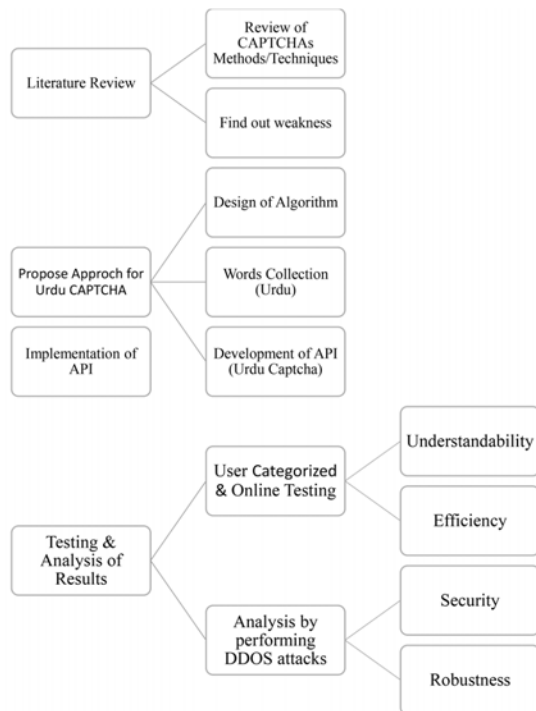 Literature Review
Review of
CAPTCHAs
Methods/Techniques
Find out weakness
Propose Approch for
Urdu CAPTCHA
Design of Algorithm
Words Collection
(Urdu)
Development of API
(Urdu Captcha)
Implementation of
API
Testing &
Analysis of
Results
User Categorized
& Online Testing
Understandability
Efficiency
Analysis by
performing
DDOS attacks
Security
Robustness